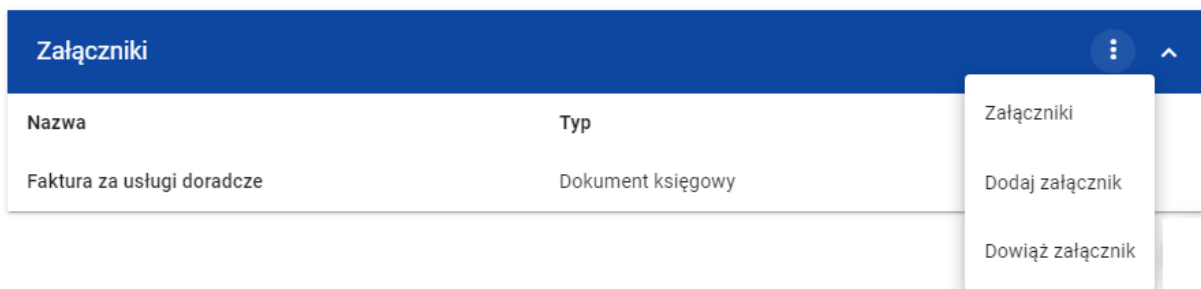 Załączniki
Nazwa Typ
Faktura za usługi doradcze Dokument księgowy
Załączniki
Dodaj załącznik
Dowiąż załącznik